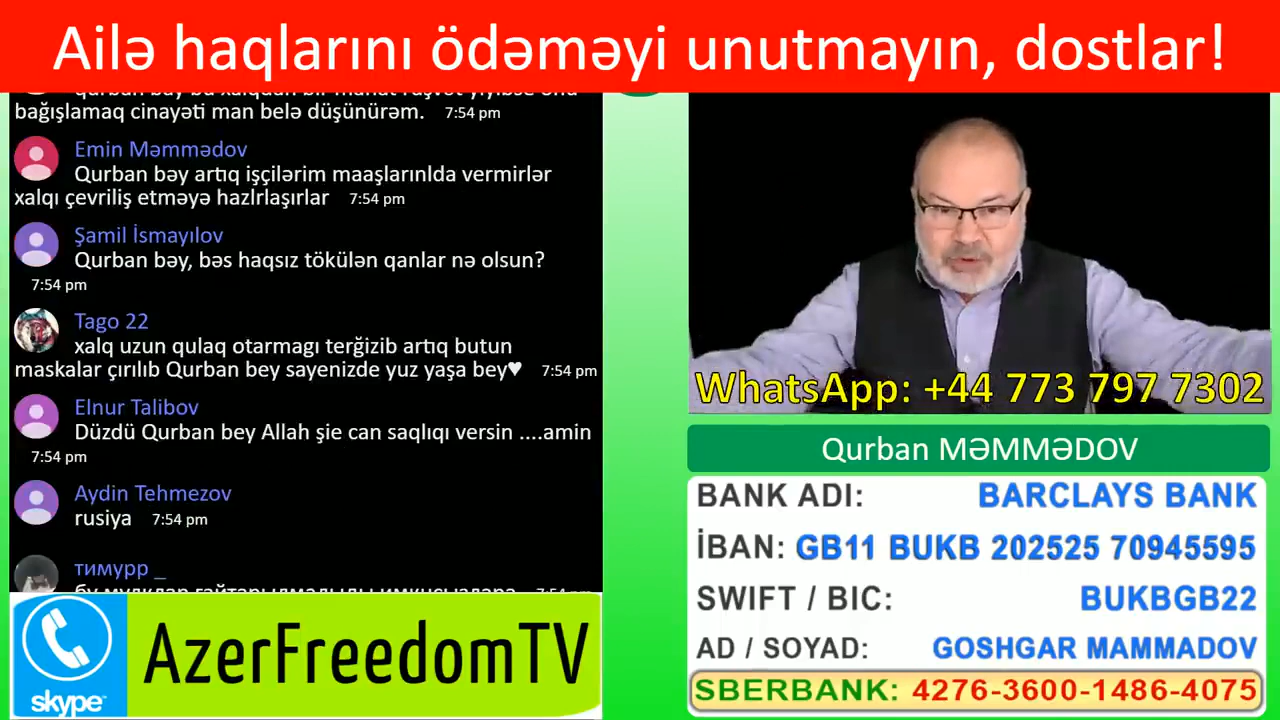 Ailə haqlarını ödəməyi unutmayın, dostlar!
bağışlamaq cinayəti man belə düşünürəm. 7:54 pm
Emin Məmmədov
Qurban bəy artıq işçilərim maaşlarınlda vermirlər
xalqı çevriliş etməyə hazlrlaşırlar 7:54 pm
Şamil İsmayılov
Qurban bəy, bəs haqsız tökülən qanlar nə olsun?
7:54 pm
Tago 22
xalq uzun qulaq otarmagı terğizib artıq butun
maskalar çırılıb Qurban bey sayenizde yuz yaşa bey♥ 7:54 pm
Elnur Talibov
Düzdü Qurban bey Allah şie can saqlıqı versin ....amin
7:54 pm
Aydin Tehmezov
rusiya 7:54 pm
тимурр _
skype
AzerFreedomTV
WhatsApp: +44 773 797 7302
Qurban MƏMMƏDOV
BANK ADI: BARCLAYS BANK
İBAN: GB11 BUKB 202525 70945595
SWIFT / BIC: BUKBGB22
AD / SOYAD: GOSHGAR MAMMADOV
SBERBANK: 4276-3600-1486-4075